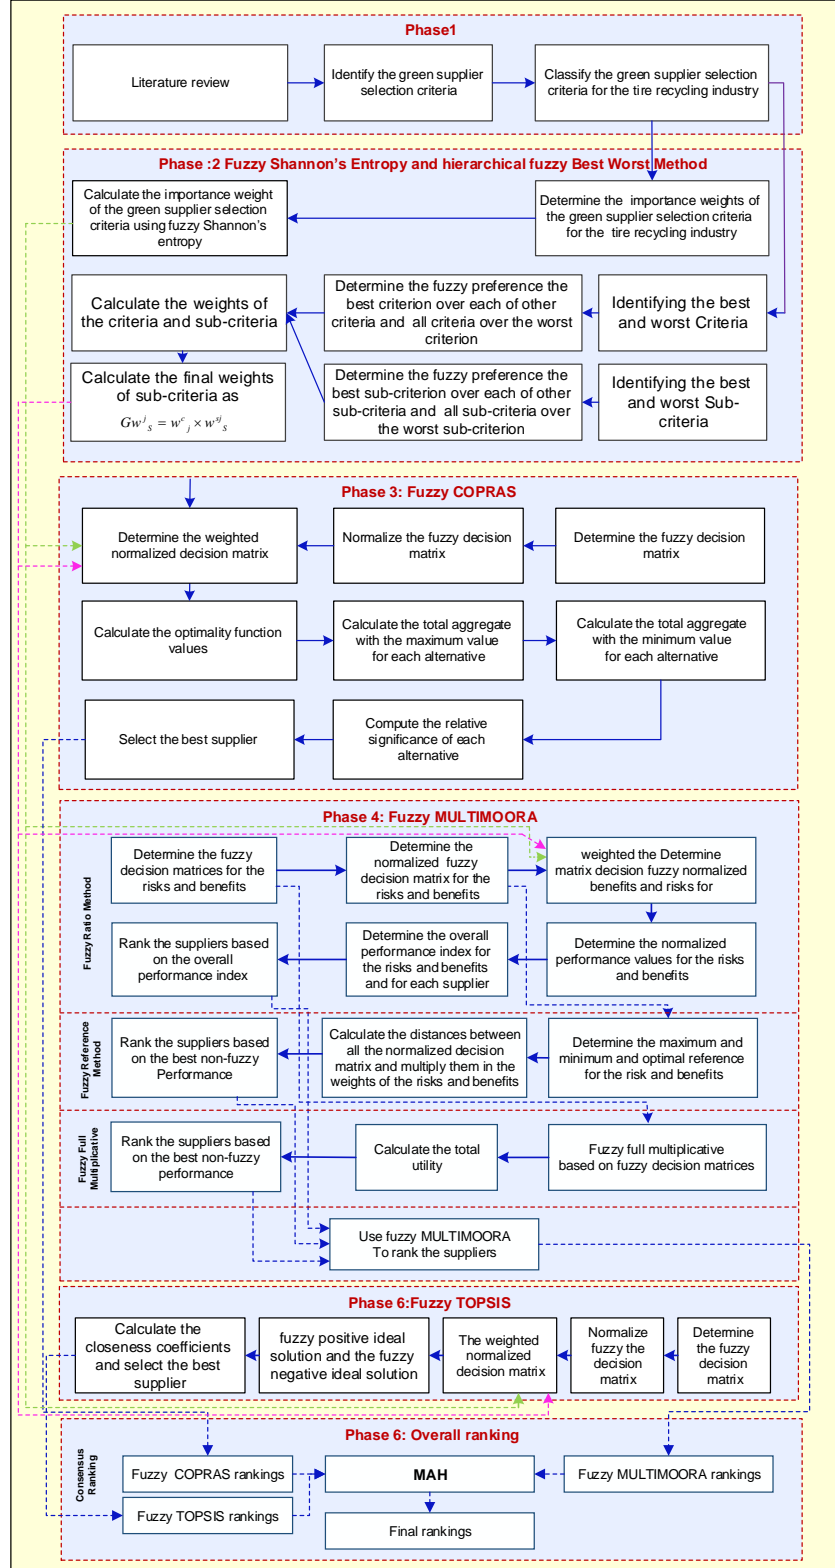 Phase1
Literature review
Identify the green supplier
selection criteria
Classify the green supplier selection
criteria for the tire recycling industry
Phase :2 Fuzzy Shannon's Entropy and hierarchical fuzzy Best Worst Method
Calculate the importance weight
of the green supplier selection
criteria using fuzzy Shannon's
entropy
Determine the importance weights of
the green supplier selection criteria
for the tire recycling industry
Calculate the weights of
the criteria and sub-criteria
Determine the fuzzy preference the
best criterion over each of other
criteria and all criteria over the worst
criterion
Identifying the best
and worst Criteria
Calculate the final weights
of sub-criteria as
Gw^j_s = w^c_j × w^{sj}_s
Determine the fuzzy preference the
best sub-criterion over each of other
sub-criteria and all sub-criteria over
the worst sub-criterion
Identifying the best
and worst Sub-
criteria
Phase 3: Fuzzy COPRAS
Determine the weighted
normalized decision matrix
Normalize the fuzzy decision
matrix
Determine the fuzzy decision
matrix
Calculate the optimality function
values
Calculate the total aggregate
with the maximum value
for each alternative
Calculate the total aggregate
with the minimum value
for each alternative
Select the best supplier
Compute the relative
significance of each
alternative
Phase 4: Fuzzy MULTIMOORA
Fuzzy Ratio Method
Determine the fuzzy
decision matrices for the
risks and benefits
Determine the
normalized fuzzy
decision matrix for the
risks and benefits
weighted the Determine
matrix decision fuzzy normalized
benefits and risks for
Rank the suppliers based
on the overall
performance index
Determine the overall
performance index for
the risks and benefits
and for each supplier
Determine the normalized
performance values for the risks
and benefits
Fuzzy Reference
Method
Rank the suppliers based
on the best non-fuzzy
Performance
Calculate the distances between
all the normalized decision
matrix and multiply them in the
weights of the risks and benefits
Determine the maximum and
minimum and optimal reference
for the risk and benefits
Fuzzy Full
Multiplicative
Rank the suppliers based
on the best non-fuzzy
performance
Calculate the total
utility
Fuzzy full multiplicative
based on fuzzy decision matrices
Use fuzzy MULTIMOORA
To rank the suppliers
Phase 6:Fuzzy TOPSIS
Calculate the
closeness coefficients
and select the best
supplier
fuzzy positive ideal
solution and the fuzzy
negative ideal solution
The weighted
normalized
decision matrix
Normalize
fuzzy the
decision
matrix
Determine
the fuzzy
decision
matrix
Phase 6: Overall ranking
Consensus
Ranking
Fuzzy COPRAS rankings
MAH
Fuzzy MULTIMOORA rankings
Fuzzy TOPSIS rankings
Final rankings